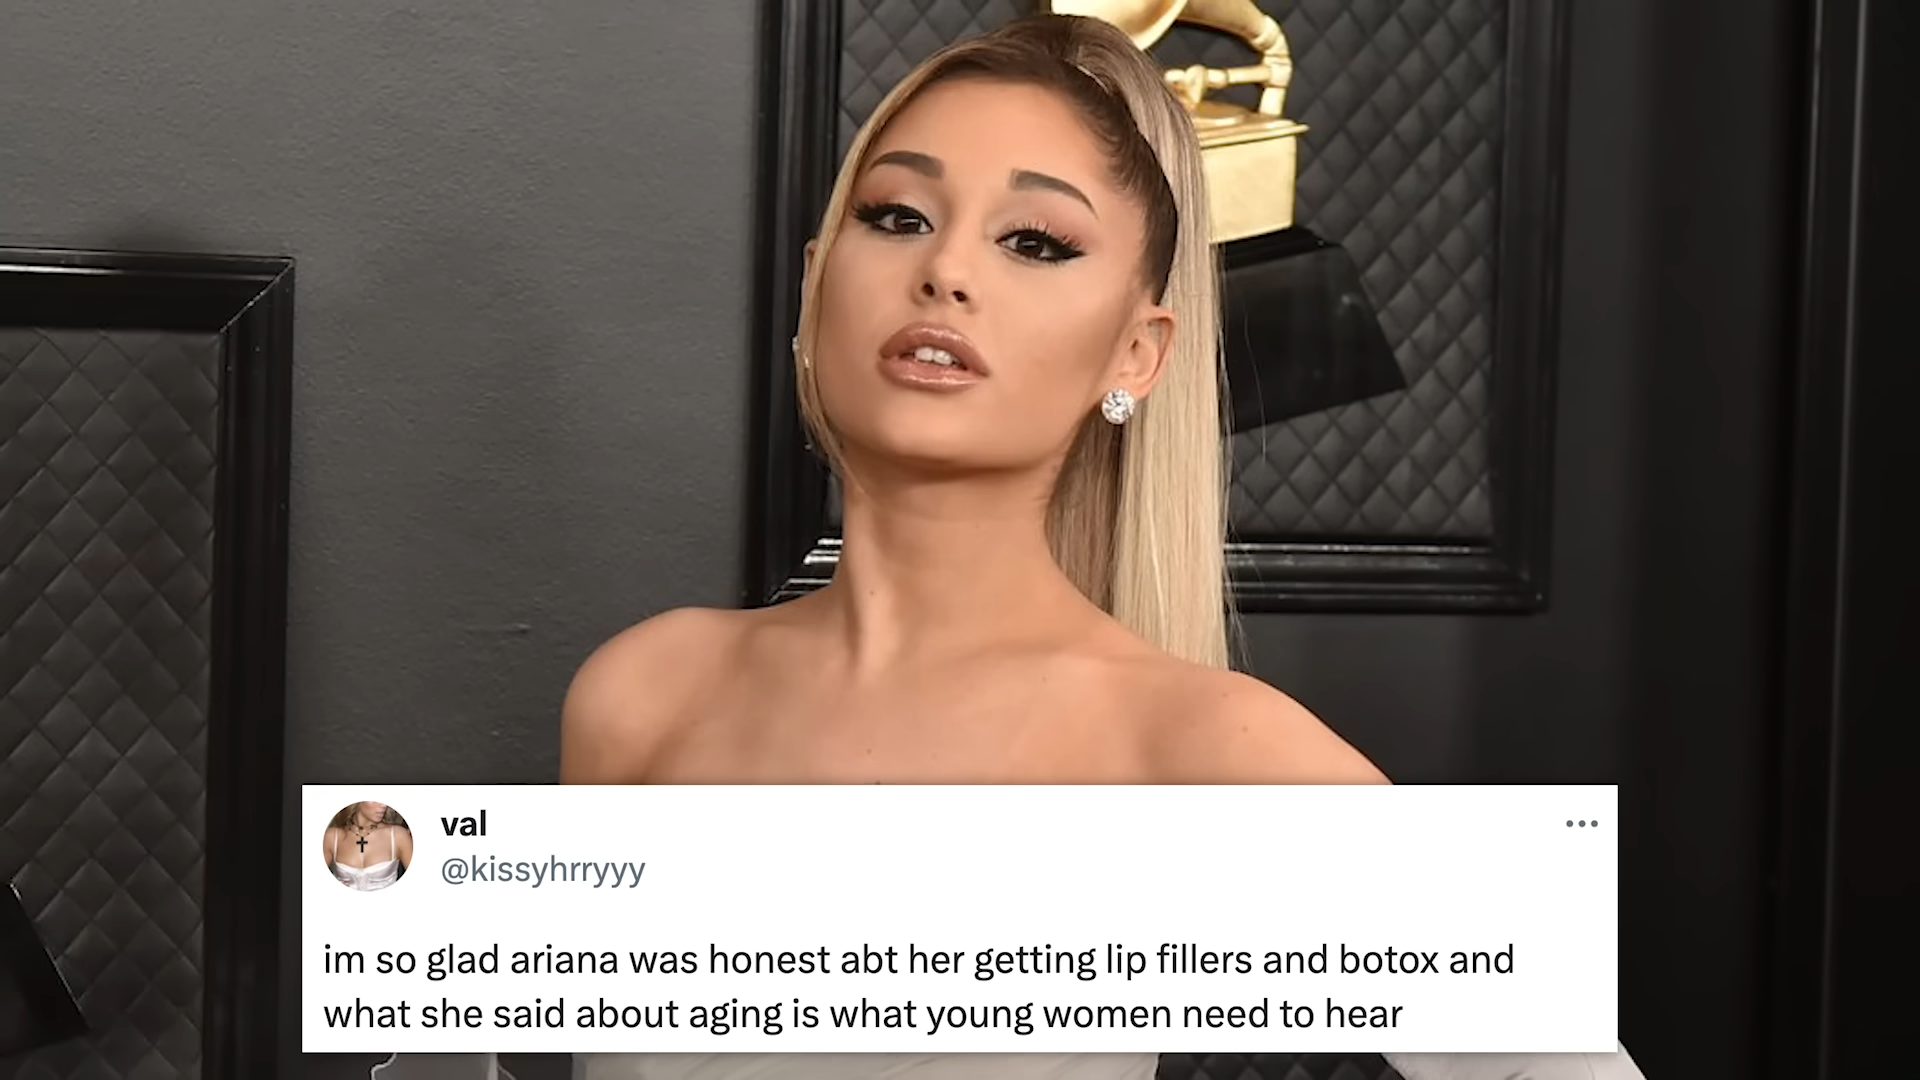 val
@kissyhrryyy
im so glad ariana was honest abt her getting lip fillers and botox and
what she said about aging is what young women need to hear